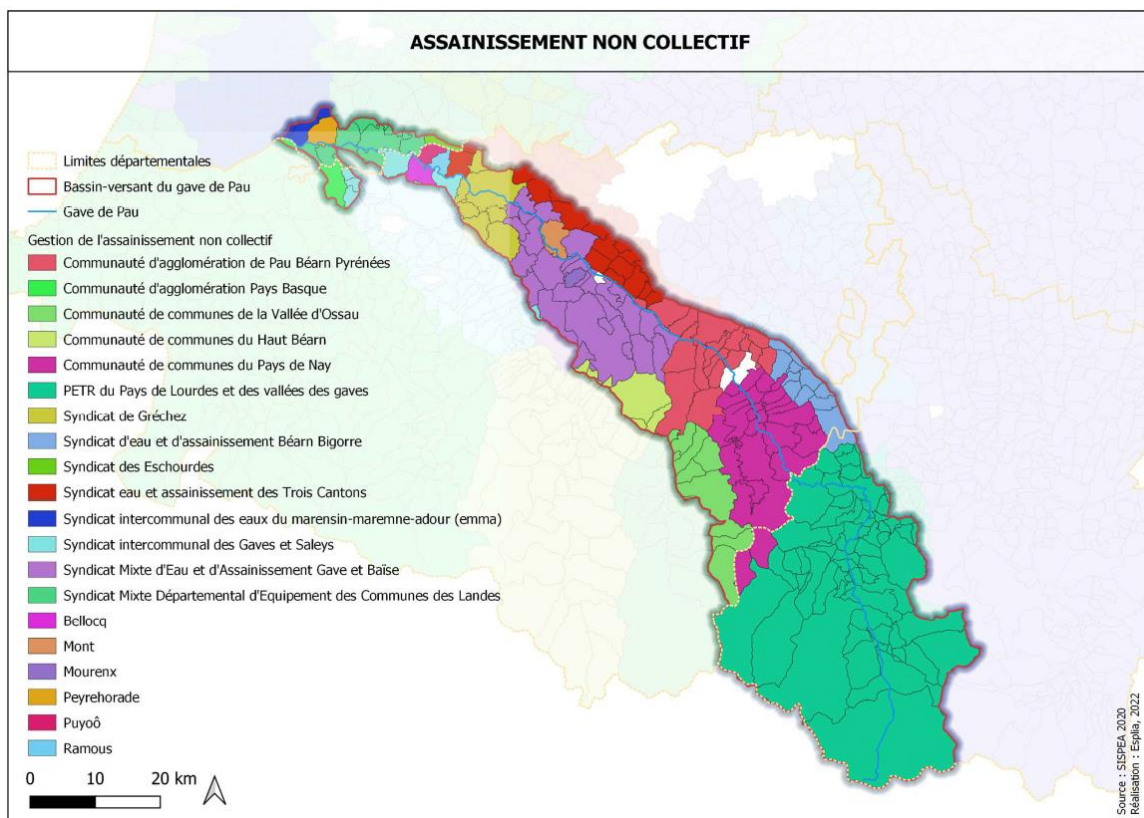 ASSAINISSEMENT NON COLLECTIF
Limites départementales
Bassin-versant du gave de Pau
Gave de Pau
Gestion de l'assainissement non collectif
Communauté d'agglomération de Pau Béarn Pyrénées
Communauté d'agglomération Pays Basque
Communauté de communes de la Vallée d'Ossau
Communauté de communes du Haut Béarn
Communauté de communes du Pays de Nay
PETR du Pays de Lourdes et des vallées des gaves
Syndicat de Gréchez
Syndicat d'eau et d'assainissement Béarn Bigorre
Syndicat des Eschourdes
Syndicat eau et assainissement des Trois Cantons
Syndicat intercommunal des eaux du marensin-maremne-adour (emma)
Syndicat intercommunal des Gaves et Saleys
Syndicat Mixte d'Eau et d'Assainissement Gave et Baïse
Syndicat Mixte Départemental d'Equipement des Communes des Landes
Bellocq
Mont
Mourenx
Peyrehorade
Puyoô
Ramous
0 10 20 km
Source : SISPEA 2020
Réalisation : Esplia, 2022